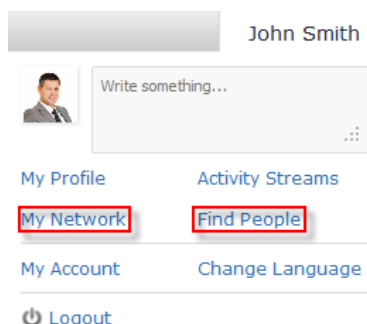 John Smith
Write something...
My Profile Activity Streams
My Network Find People
My Account Change Language
Logout